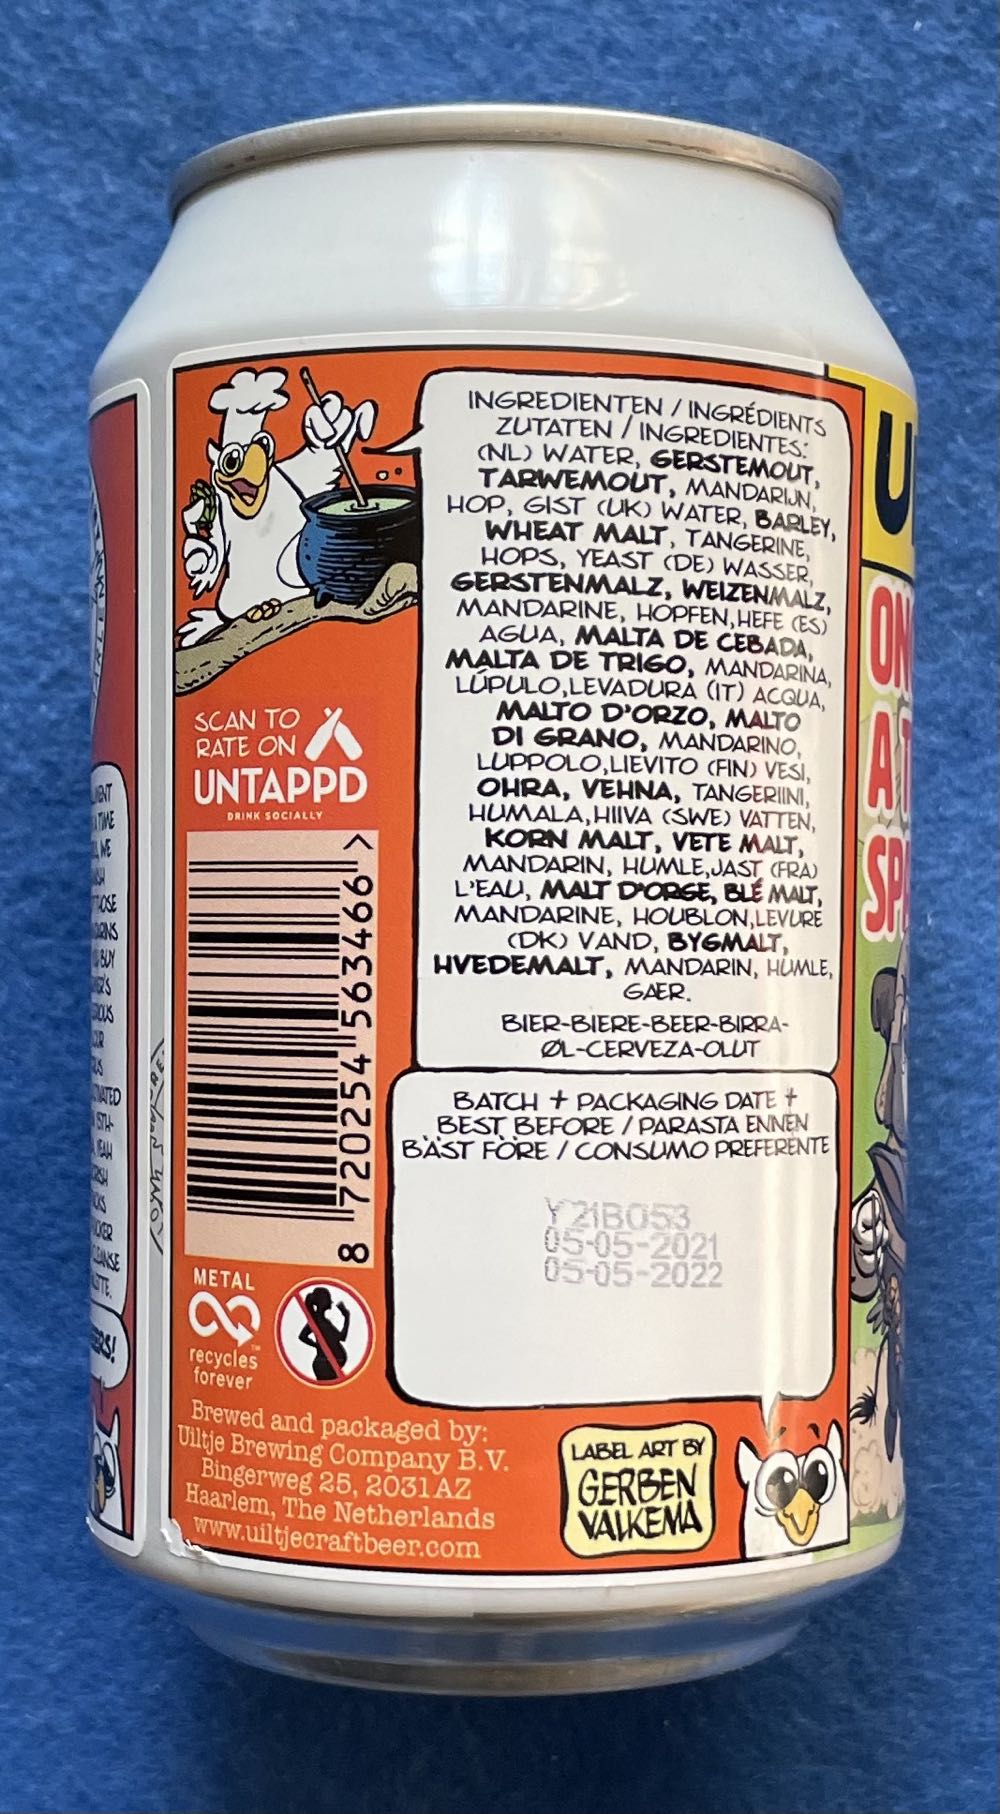 INGREDIENTEN / INGRÉDIENTS
ZUTATEN / INGREDIENTES:
(NL) WATER, GERSTEMOUT,
TARWEMOUT, MANDARIJN,
HOP, GIST (UK) WATER, BARLEY,
WHEAT MALT, TANGERINE,
HOPS, YEAST (DE) WASSER,
GERSTENMALZ, WEIZENMALZ,
MANDARINE, HOPFEN,HEFE (ES)
AGUA, MALTA DE CEBADA,
MALTA DE TRIGO, MANDARINA,
LÚPULO,LEVADURA (IT) ACQUA,
MALTO D'ORZO, MALTO
DI GRANO, MANDARINO,
LUPPOLO,LIEVITO (FIN) VESI,
OHRA, VEHNA, TANGERIINI,
HUMALA,HIIVA (SWE) VATTEN,
KORN MALT, VETE MALT,
MANDARIN, HUMLE,JAST (FRA)
L'EAU, MALT D'ORGE, BLÉ MALT,
MANDARINE, HOUBLON,LEVURE
(DK) VAND, BYGMALT,
HVEDEMALT, MANDARIN, HUMLE,
GAER.
BIER-BIERE-BEER-BIRRA-
ØL-CERVEZA-OLUT
BATCH + PACKAGING DATE +
BEST BEFORE / PARASTA ENNEN
BÄST FÖRE / CONSUMO PREFERENTE
Y21B053
05-05-2021
05-05-2022
SCAN TO
RATE ON
UNTAPPD
DRINK SOCIALLY
8 720254 563466 >
METAL
recycles
forever
Brewed and packaged by:
Uiltje Brewing Company B.V.
Bingerweg 25, 2031AZ
Haarlem, The Netherlands
www.uiltjecraftbeer.com
LABEL ART BY
GERBEN
VALKEMA
U
ON
A T
SP